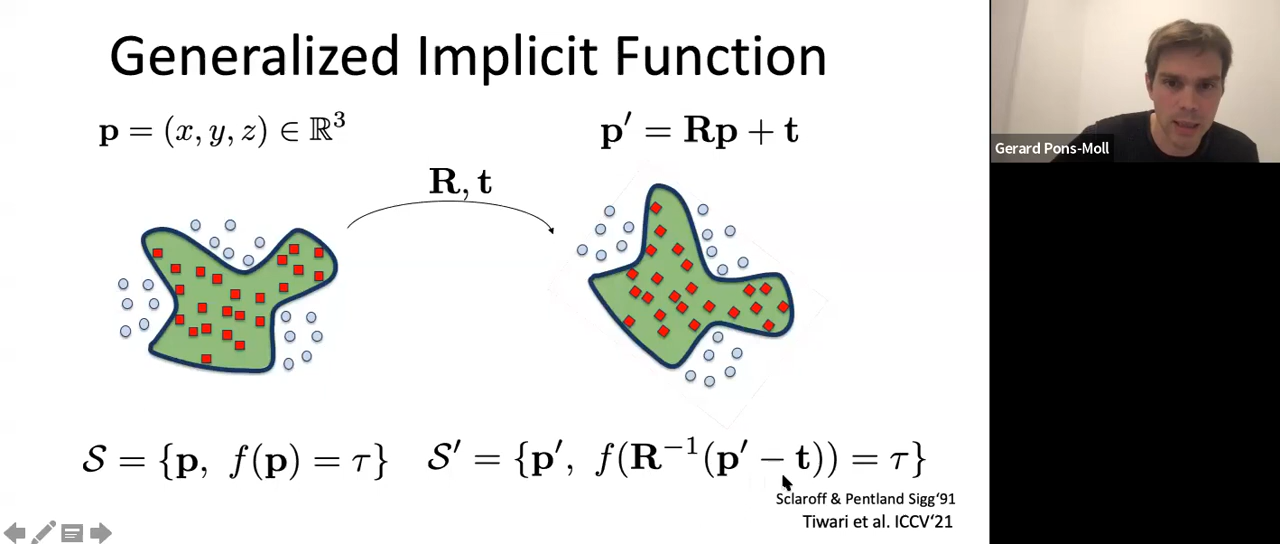 Generalized Implicit Function
p = (x, y, z) ∈ ℝ³
p′ = Rp + t
R, t
S = {p, f(p) = τ}
S′ = {p′, f(R⁻¹(p′ − t)) = τ}
Sclaroff & Pentland Sigg‘91
Tiwari et al. ICCV‘21
Gerard Pons-Moll